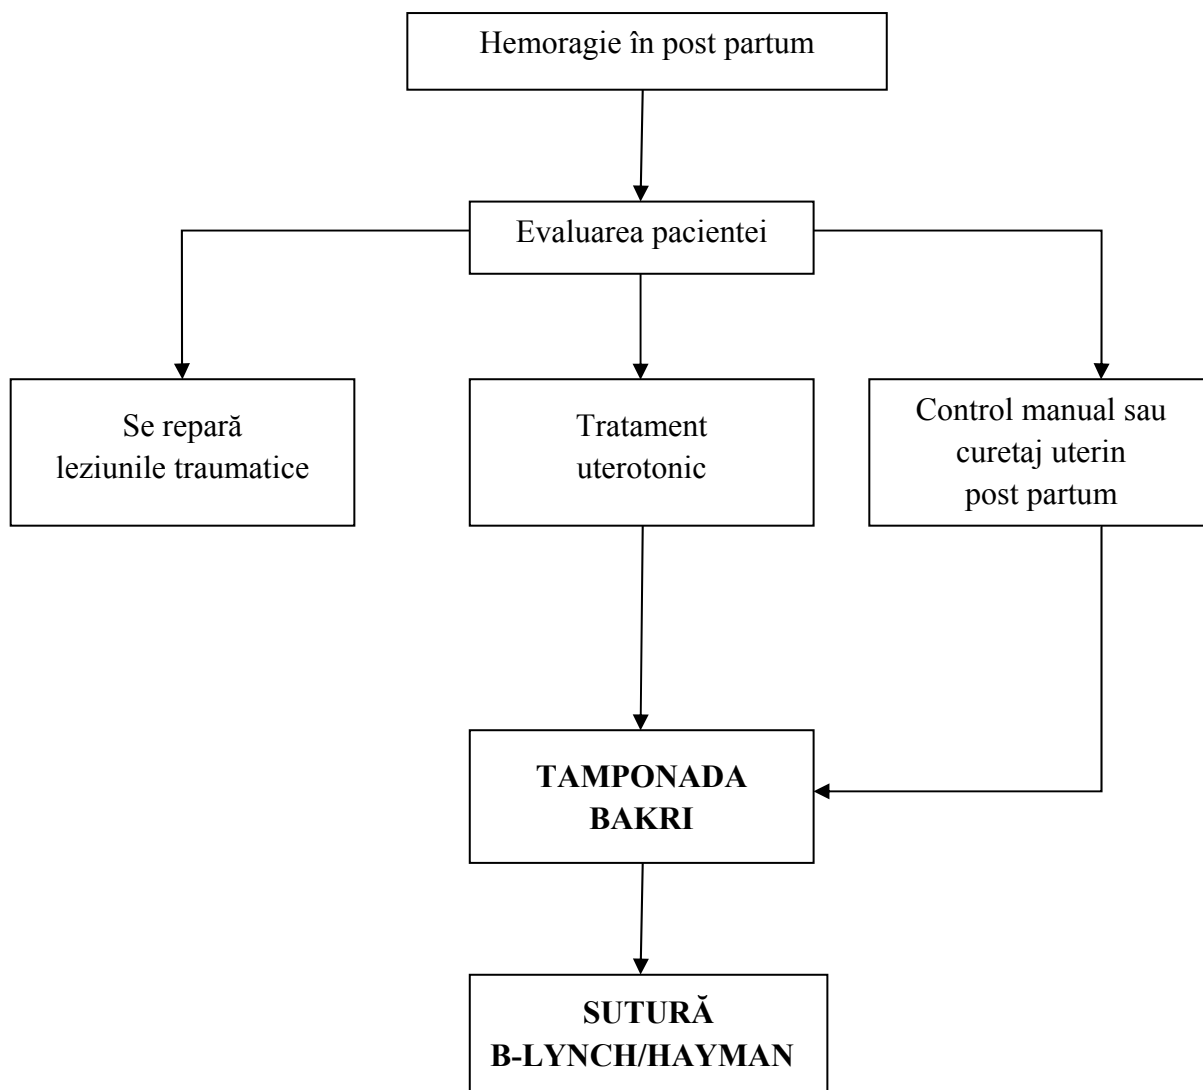 Hemoragie în post partum
Evaluarea pacientei
Se repară
leziunile traumatice
Tratament
uterotonic
Control manual sau
curetaj uterin
post partum
TAMPONADA
BAKRI
SUTURĂ
B-LYNCH/HAYMAN